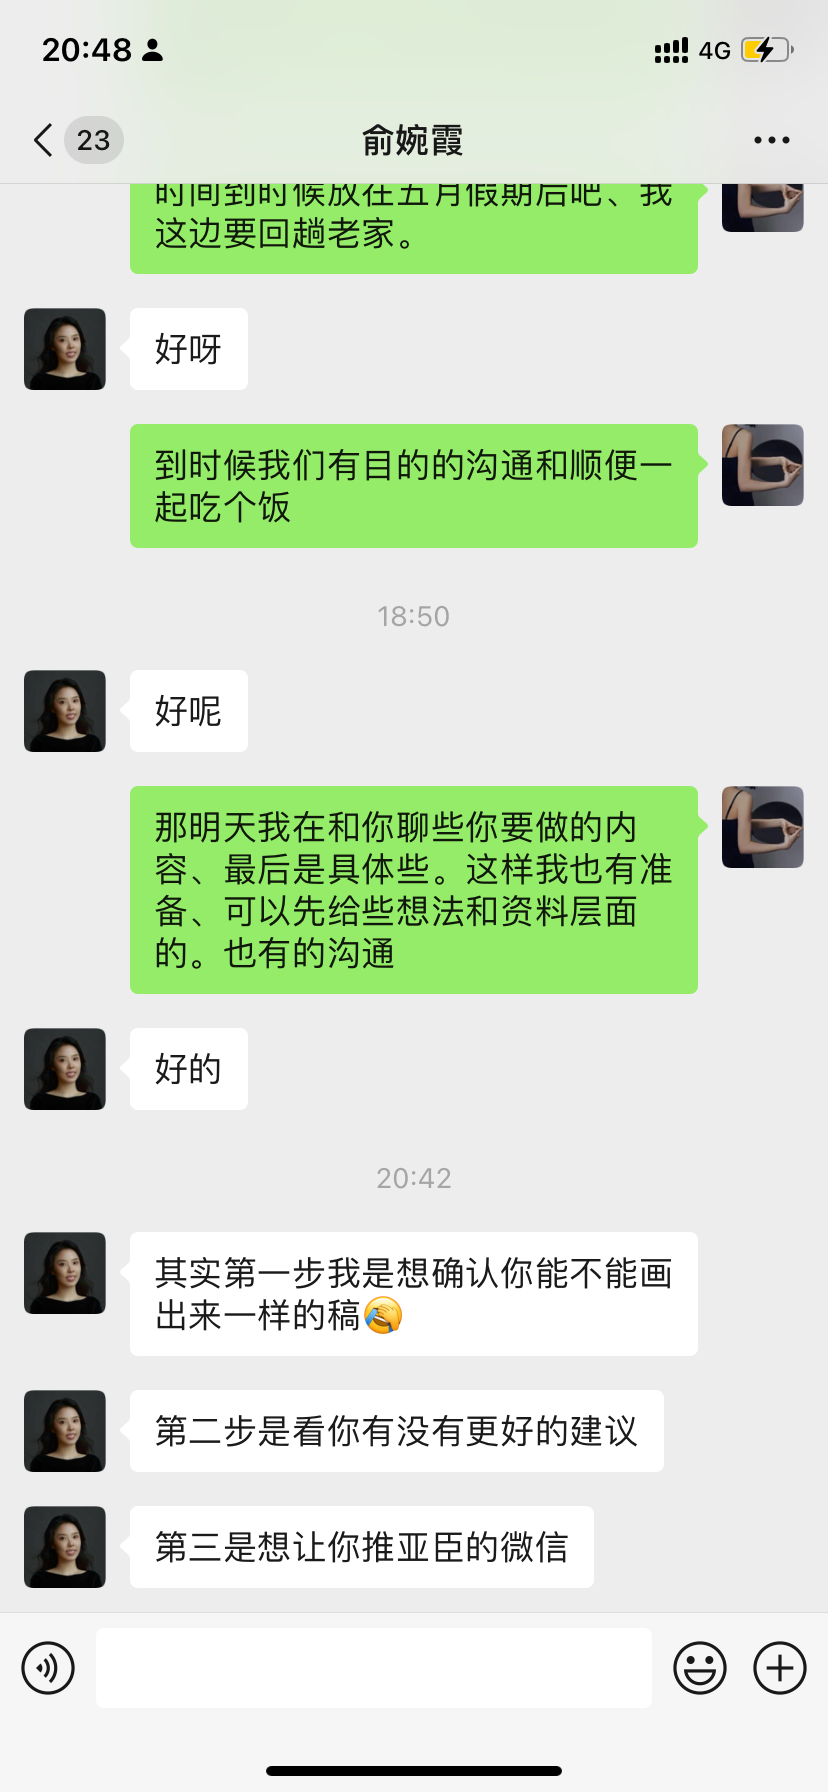 20:48
4G
23
俞婉霞
时间到时候放在五月假期后吧、我
这边要回趟老家。
好呀
到时候我们有目的的沟通和顺便一
起吃个饭
18:50
好呢
那明天我在和你聊些你要做的内
容、最后是具体些。这样我也有准
备、可以先给些想法和资料层面
的。也有的沟通
好的
20:42
其实第一步我是想确认你能不能画
出来一样的稿🤣
第二步是看你有没有更好的建议
第三是想让你推亚臣的微信